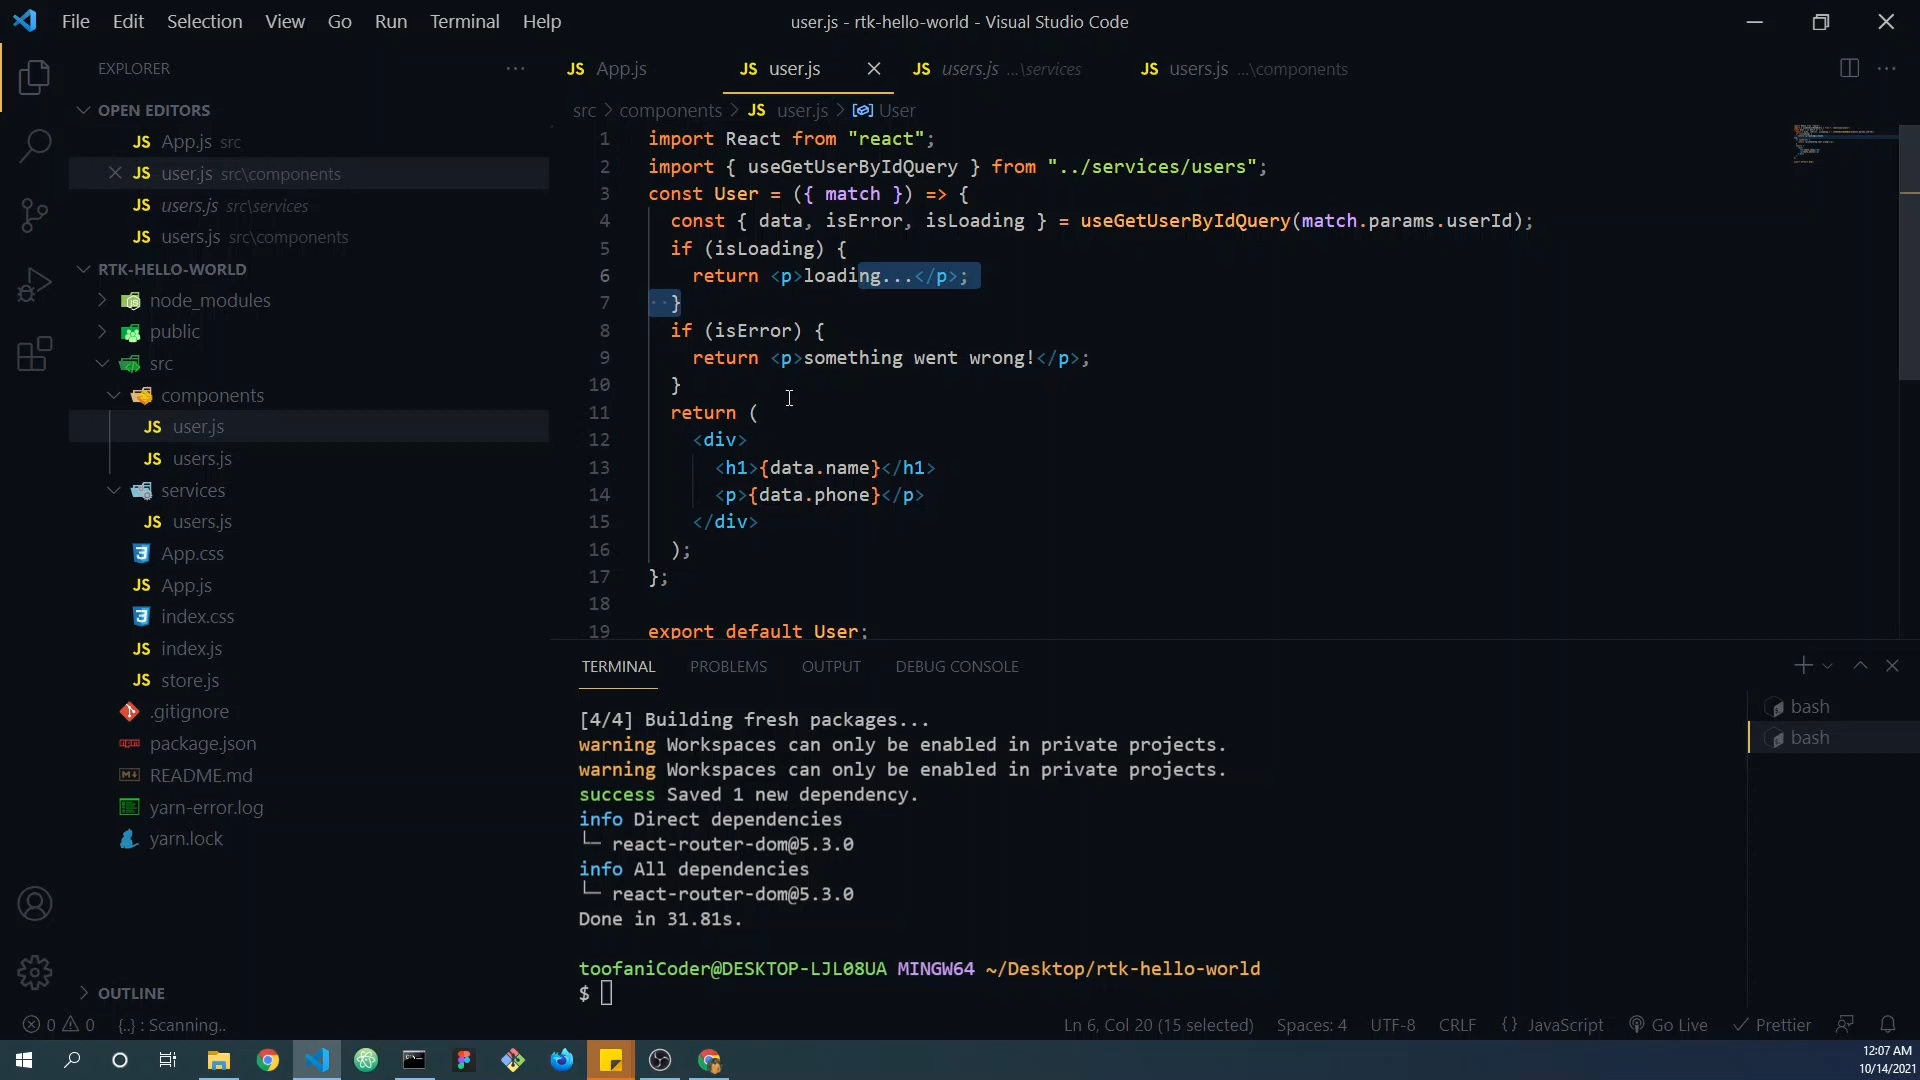 File Edit Selection View Go Run Terminal Help
user.js - rtk-hello-world - Visual Studio Code
EXPLORER
OPEN EDITORS
JS App.js src
JS user.js src\components
JS users.js src\services
JS users.js src\components
RTK-HELLO-WORLD
node_modules
public
src
components
JS user.js
JS users.js
services
JS users.js
App.css
JS App.js
index.css
JS index.js
JS store.js
.gitignore
package.json
README.md
yarn-error.log
yarn.lock
OUTLINE
JS App.js JS user.js JS users.js ...\services JS users.js ...\components
src > components > JS user.js > User
1 import React from "react";
2 import { useGetUserByIdQuery } from "../services/users";
3 const User = ({ match }) => {
4 const { data, isError, isLoading } = useGetUserByIdQuery(match.params.userId);
5 if (isLoading) {
6 return <p>loading...</p>;
7 }
8 if (isError) {
9 return <p>something went wrong!</p>;
10 }
11 return (
12 <div>
13 <h1>{data.name}</h1>
14 <p>{data.phone}</p>
15 </div>
16 );
17 };
18
19 export default User;
TERMINAL PROBLEMS OUTPUT DEBUG CONSOLE
[4/4] Building fresh packages...
warning Workspaces can only be enabled in private projects.
warning Workspaces can only be enabled in private projects.
success Saved 1 new dependency.
info Direct dependencies
└─ react-router-dom@5.3.0
info All dependencies
└─ react-router-dom@5.3.0
Done in 31.81s.
toofaniCoder@DESKTOP-LJL08UA MINGW64 ~/Desktop/rtk-hello-world
$
bash
bash
0 0 {..} : Scanning..
Ln 6, Col 20 (15 selected) Spaces: 4 UTF-8 CRLF {} JavaScript Go Live Prettier
12:07 AM
10/14/2021